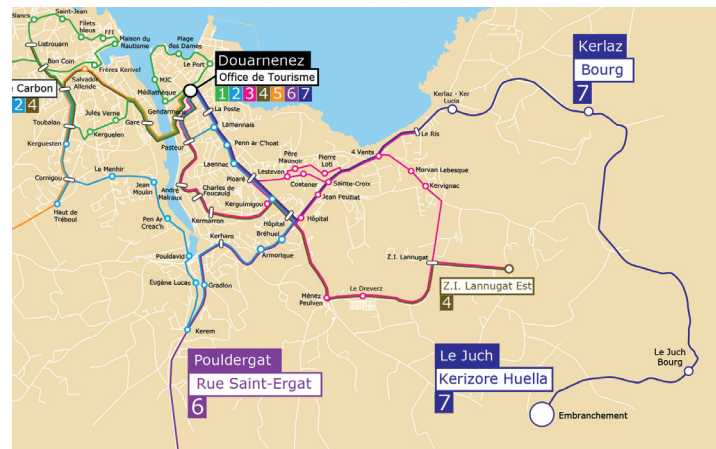 Blancs
Saint-Jean
Filets
bleus
FFI
Maison du
Nautisme
Plage
des Dames
Listrouarn
Bon Coin
Frères Kerivel
MJC
Le Port
Douarnenez
Office de Tourisme
1 2 3 4 5 6 7
Kerlaz
Bourg
7
Carbon
2 4
Salvador
Allende
Médiathèque
Jules Verne
Gendarmerie
La Poste
Lamennais
Kerlaz - Ker
Lucia
Toubalan
Kerguelen
Gare
Le Ris
Kerguesten
Pasteur
Penn ar C'hoat
Père
Maunoir
Pierre
Loti
4 Vents
Laennec
Lesteven
Morvan Lebesque
Corniguel
Le Menhir
Ploaré
Costener
Sainte-Croix
Kervignac
Jean
Moulin
André
Malraux
Charles de
Foucauld
Kerguimigou
Jean Peuziat
Haut de
Tréboul
Pen Ar
Creac'h
Kermarron
Hôpital
Hôpital
Kerharo
Bréhuel
Armorique
Pouldavid
Z.I. Lannugat
Eugène Lucas
Gradlon
Ménez
Peulven
Le Dreverz
Z.I. Lannugat Est
4
Kerem
Pouldergat
Rue Saint-Ergat
6
Le Juch
Kerizore Huella
7
Le Juch
Bourg
Embranchement